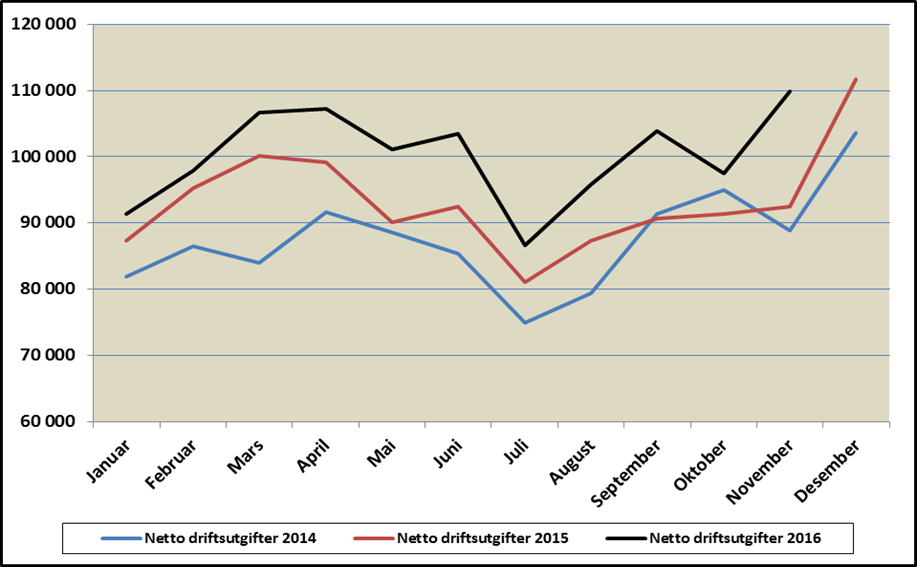 120 000
110 000
100 000
90 000
80 000
70 000
60 000
Januar
Februar
Mars
April
Mai
Juni
Juli
August
September
Oktober
November
Desember
Netto driftsutgifter 2014 Netto driftsutgifter 2015 Netto driftsutgifter 2016